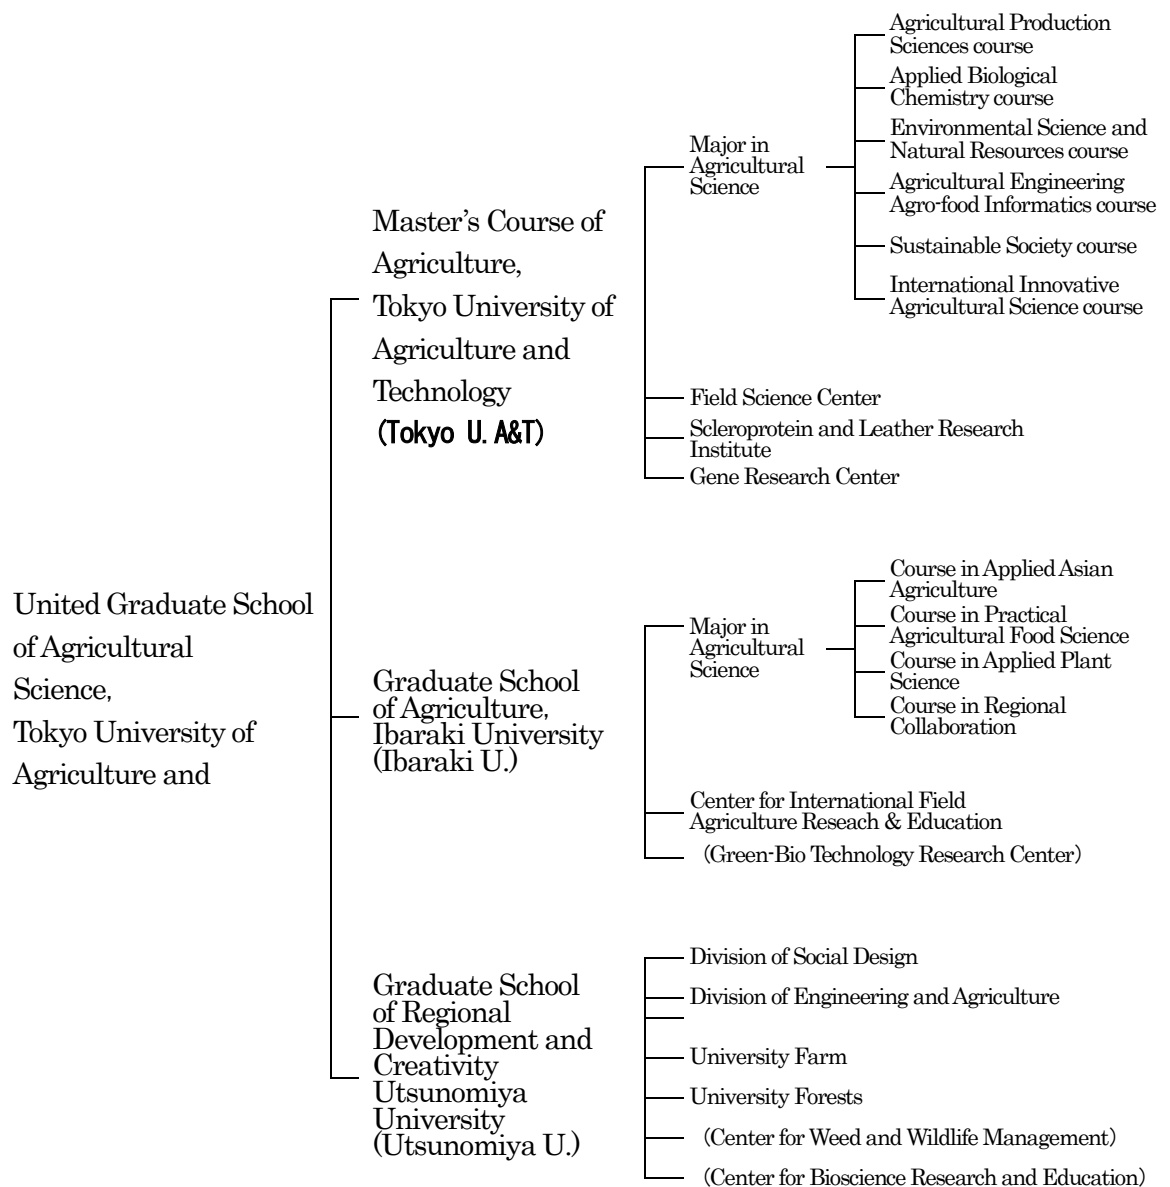 United Graduate School
of Agricultural
Science,
Tokyo University of
Agriculture and
Master's Course of
Agriculture,
Tokyo University of
Agriculture and
Technology
(Tokyo U. A&T)
Major in
Agricultural
Science
Agricultural Production
Sciences course
Applied Biological
Chemistry course
Environmental Science and
Natural Resources course
Agricultural Engineering
Agro-food Informatics course
Sustainable Society course
International Innovative
Agricultural Science course
Field Science Center
Scleroprotein and Leather Research
Institute
Gene Research Center
Graduate School
of Agriculture,
Ibaraki University
(Ibaraki U.)
Major in
Agricultural
Science
Course in Applied Asian
Agriculture
Course in Practical
Agricultural Food Science
Course in Applied Plant
Science
Course in Regional
Collaboration
Center for International Field
Agriculture Reseach & Education
(Green-Bio Technology Research Center)
Graduate School
of Regional
Development and
Creativity
Utsunomiya
University
(Utsunomiya U.)
Division of Social Design
Division of Engineering and Agriculture
University Farm
University Forests
(Center for Weed and Wildlife Management)
(Center for Bioscience Research and Education)